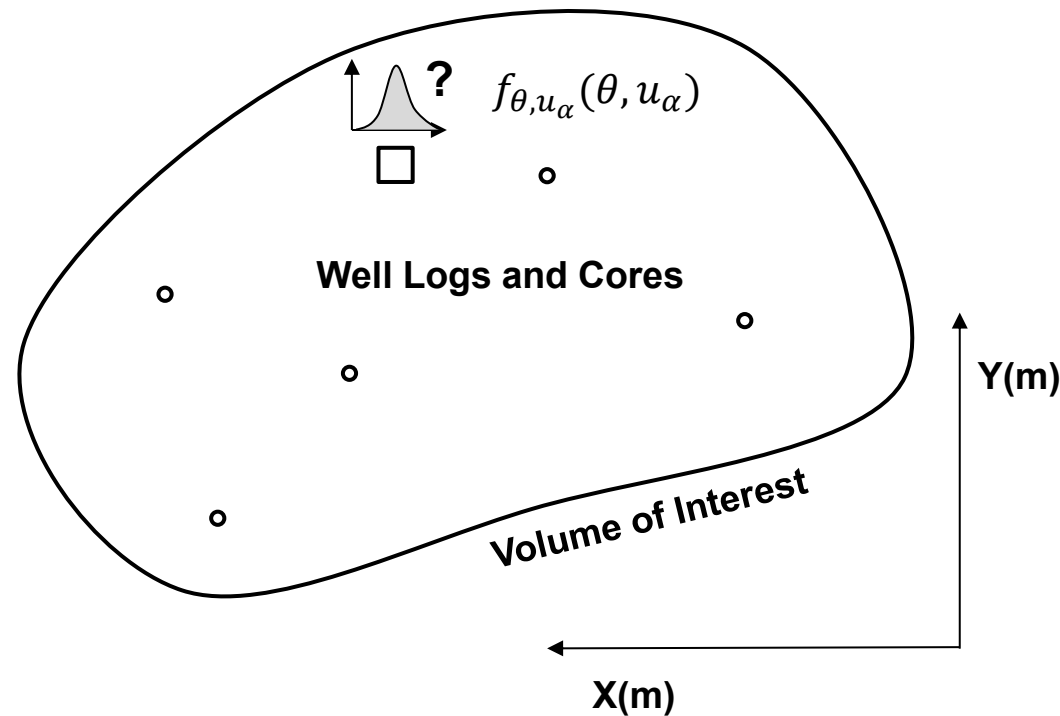 ?
f_{θ,u_α}(θ, u_α)
Well Logs and Cores
Y(m)
Volume of Interest
X(m)